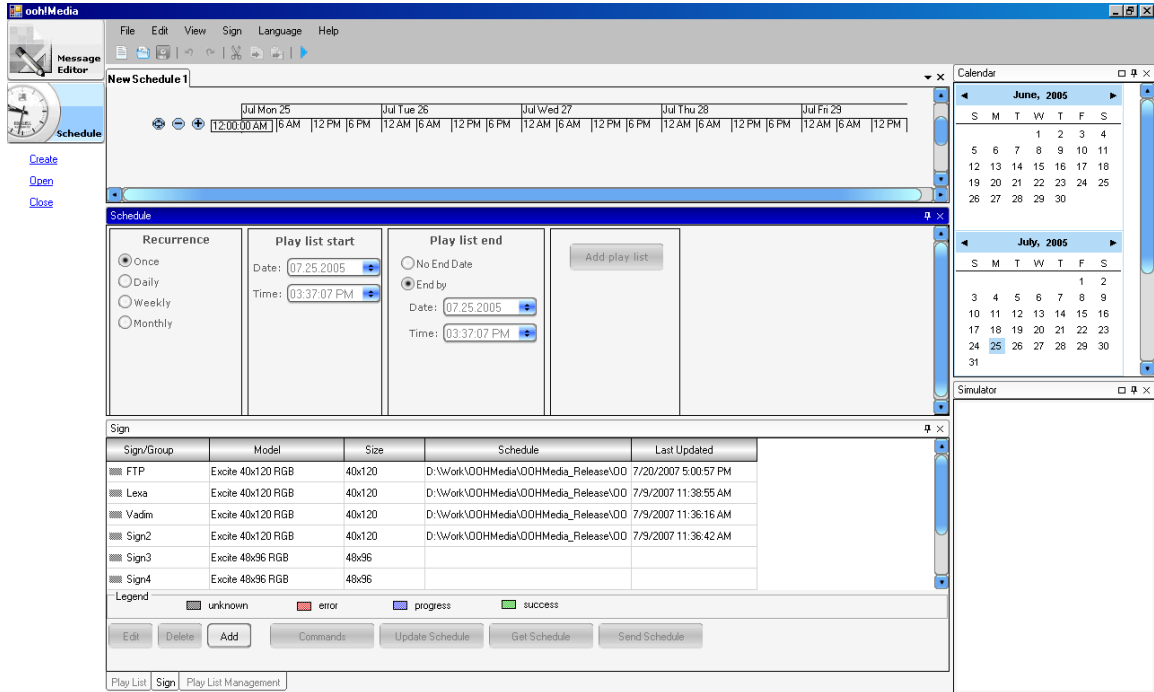 ooh!Media
File Edit View Sign Language Help
Message Editor
Schedule
Create
Open
Close
New Schedule 1
Jul Mon 25 Jul Tue 26 Jul Wed 27 Jul Thu 28 Jul Fri 29
12:00:00 AM 6 AM 12 PM 6 PM 12 AM 6 AM 12 PM 6 PM 12 AM 6 AM 12 PM 6 PM 12 AM 6 AM 12 PM 6 PM 12 AM 6 AM 12 PM
Schedule
Recurrence
Once
Daily
Weekly
Monthly
Play list start
Date: 07.25.2005
Time: 03:37:07 PM
Play list end
No End Date
End by
Date: 07.25.2005
Time: 03:37:07 PM
Add play list
Sign
Sign/Group Model Size Schedule Last Updated
FTP Excite 40x120 RGB 40x120 D:\Work\OOHMedia\OOHMedia_Release\OO 7/20/2007 5:00:57 PM
Lexa Excite 40x120 RGB 40x120 D:\Work\OOHMedia\OOHMedia_Release\OO 7/9/2007 11:38:55 AM
Vadim Excite 40x120 RGB 40x120 D:\Work\OOHMedia\OOHMedia_Release\OO 7/9/2007 11:36:16 AM
Sign2 Excite 40x120 RGB 40x120 D:\Work\OOHMedia\OOHMedia_Release\OO 7/9/2007 11:36:42 AM
Sign3 Excite 48x96 RGB 48x96
Sign4 Excite 48x96 RGB 48x96
Legend
unknown error progress success
Edit Delete Add Commands Update Schedule Get Schedule Send Schedule
Play List Sign Play List Management
Calendar
June, 2005
S M T W T F S
1 2 3 4
5 6 7 8 9 10 11
12 13 14 15 16 17 18
19 20 21 22 23 24 25
26 27 28 29 30
July, 2005
S M T W T F S
1 2
3 4 5 6 7 8 9
10 11 12 13 14 15 16
17 18 19 20 21 22 23
24 25 26 27 28 29 30
31
Simulator